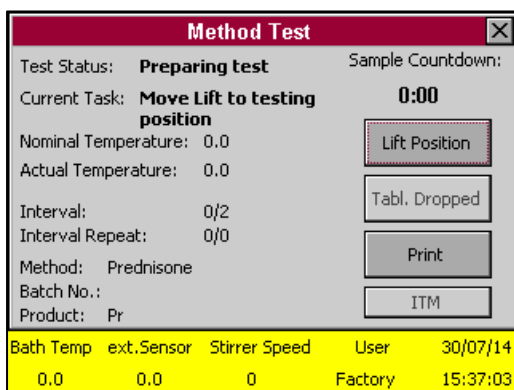 Method Test
Test Status: Preparing test
Sample Countdown:
Current Task: Move Lift to testing position
0:00
Nominal Temperature: 0.0
Lift Position
Actual Temperature: 0.0
Tabl. Dropped
Interval: 0/2
Interval Repeat: 0/0
Print
Method: Prednisone
Batch No.:
ITM
Product: Pr
Bath Temp ext.Sensor Stirrer Speed User 30/07/14
0.0 0.0 0 Factory 15:37:03